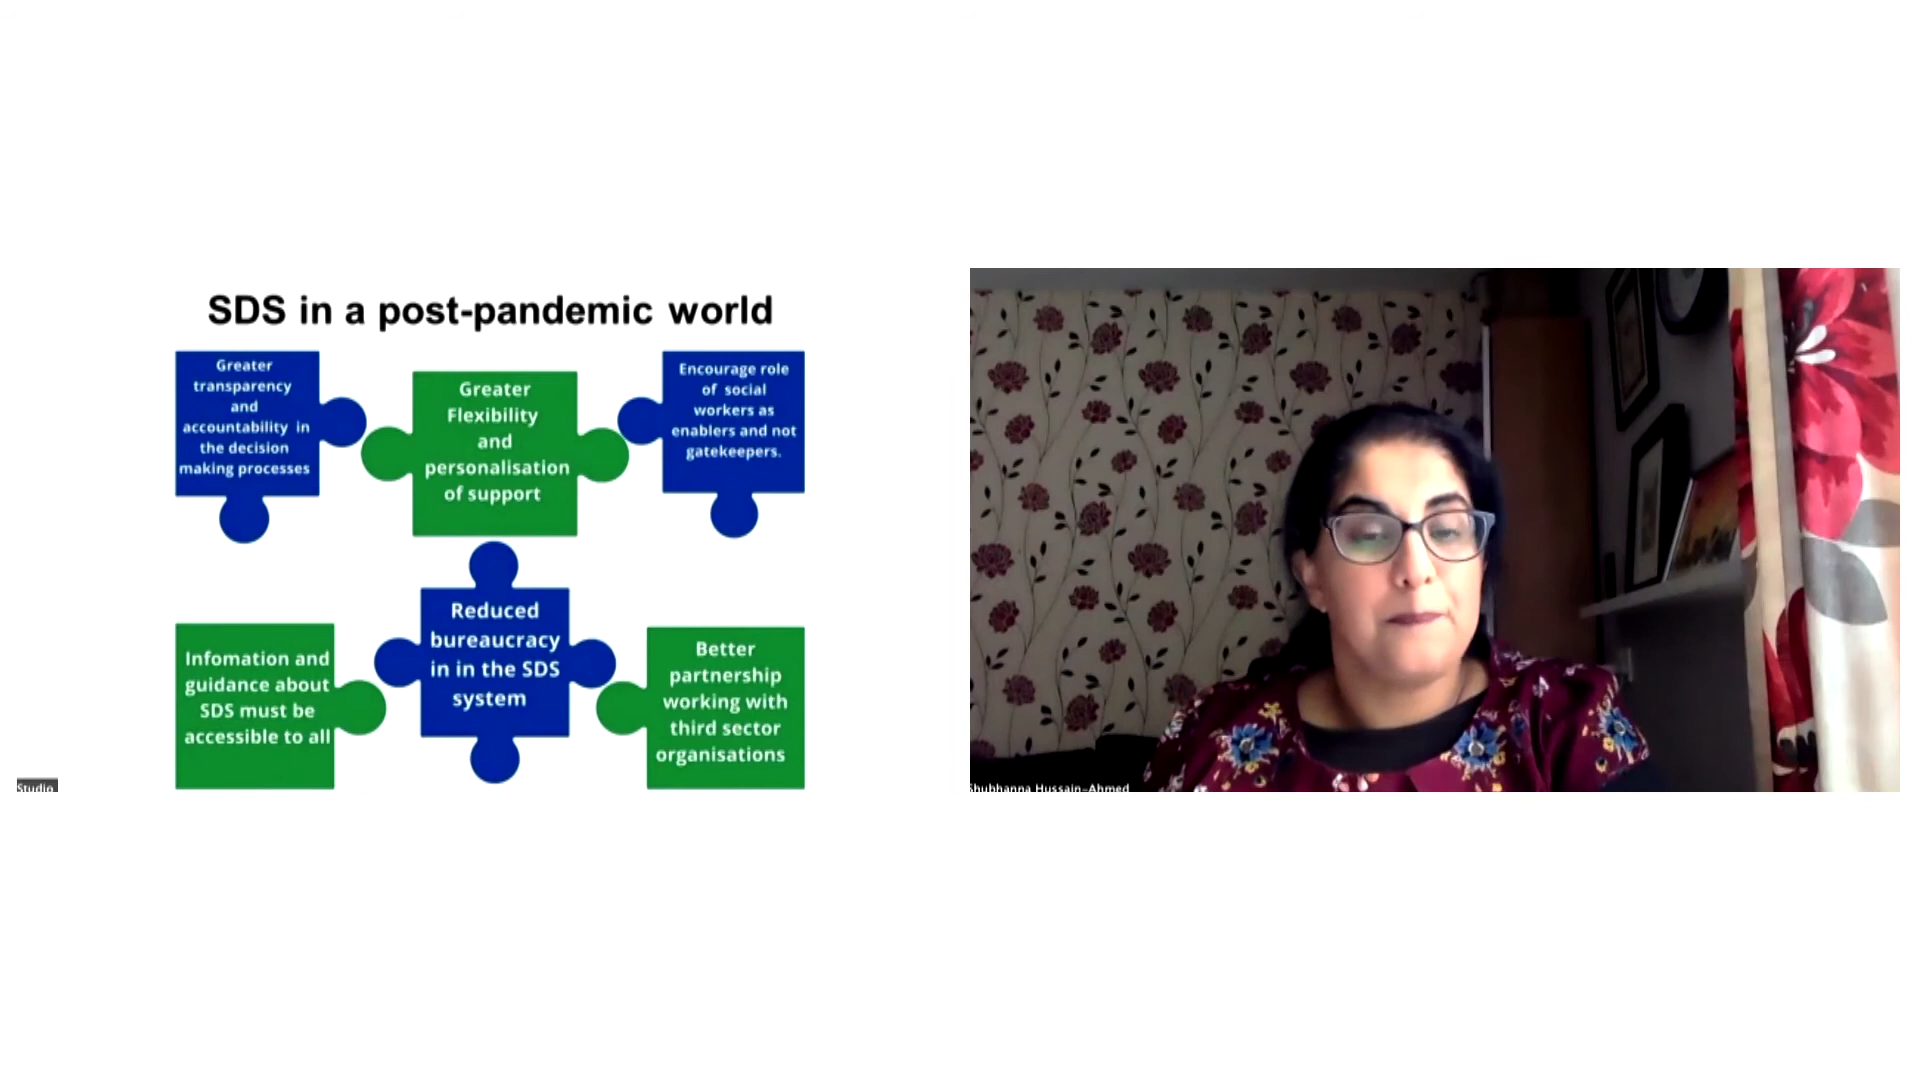 SDS in a post-pandemic world
Greater
transparency
and
accountability in
the decision
making processes
Greater
Flexibility
and
personalisation
of support
Encourage role
of social
workers as
enablers and not
gatekeepers.
Infomation and
guidance about
SDS must be
accessible to all
Reduced
bureaucracy
in in the SDS
system
Better
partnership
working with
third sector
organisations
Studio
Shubhanna Hussain-Ahmed